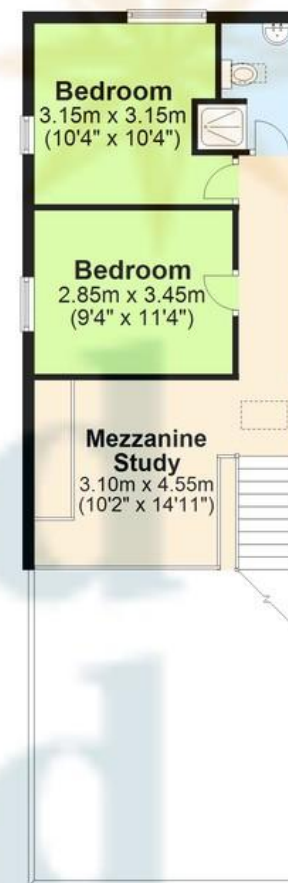 Bedroom
3.15m x 3.15m
(10'4" x 10'4")
Bedroom
2.85m x 3.45m
(9'4" x 11'4")
Mezzanine
Study
3.10m x 4.55m
(10'2" x 14'11")